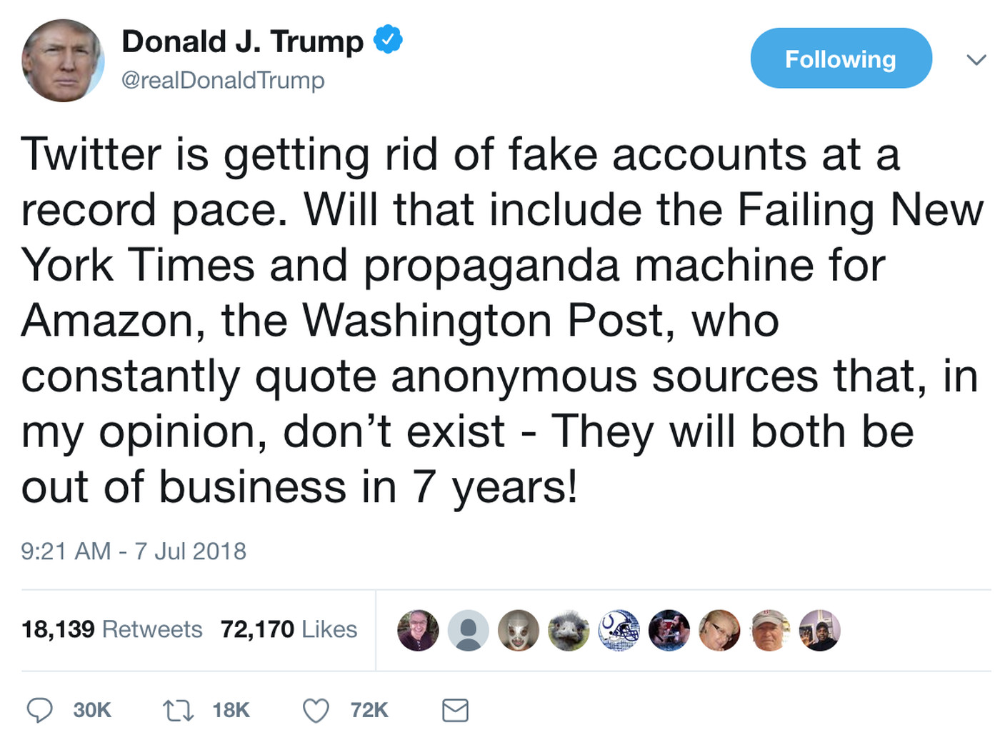 Donald J. Trump
@realDonaldTrump
Following
Twitter is getting rid of fake accounts at a
record pace. Will that include the Failing New
York Times and propaganda machine for
Amazon, the Washington Post, who
constantly quote anonymous sources that, in
my opinion, don’t exist - They will both be
out of business in 7 years!
9:21 AM - 7 Jul 2018
18,139 Retweets 72,170 Likes
30K 18K 72K